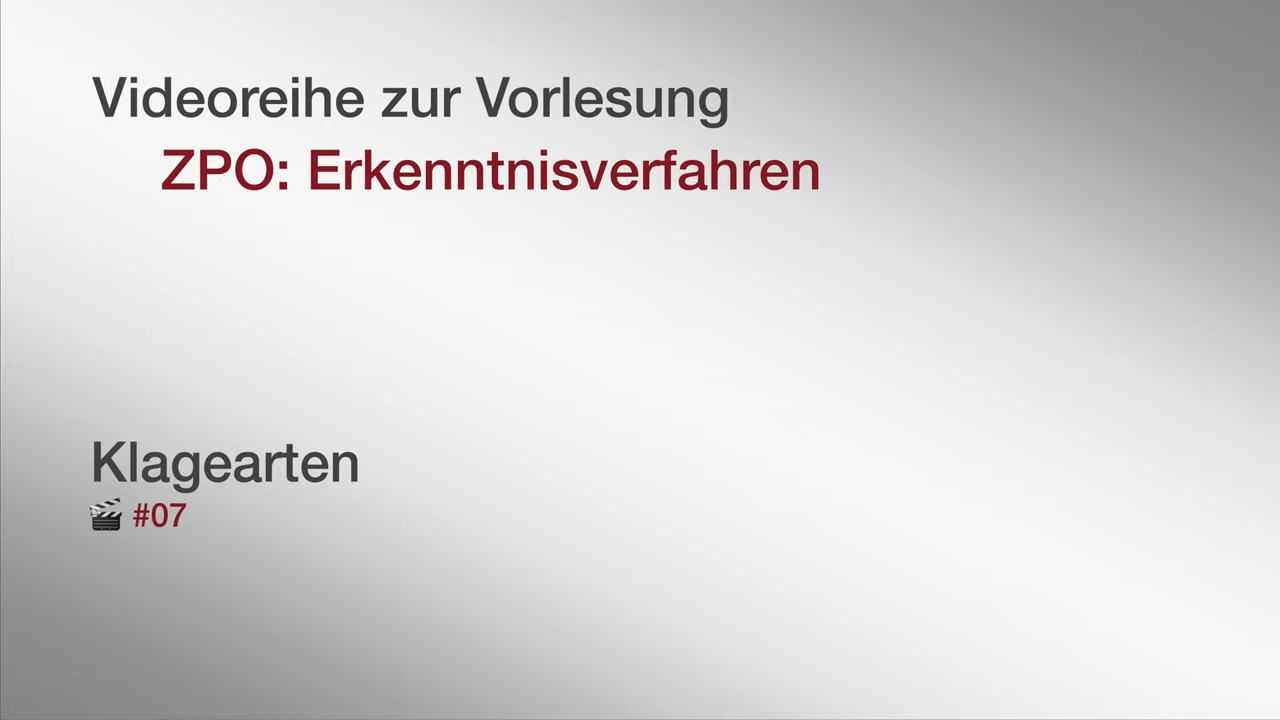 Videoreihe zur Vorlesung
ZPO: Erkenntnisverfahren
Klagearten
🎬 #07